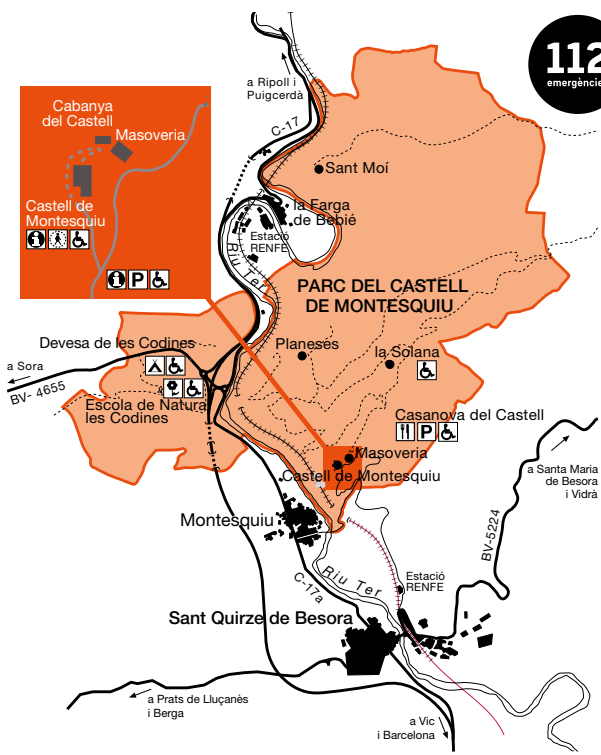 112
emergències
a Ripoll i
Puigcerdà
C-17
Cabanya
del Castell
Masoveria
Castell de
Montesquiu
P
Sant Moí
la Farga
de Bebié
Estació
RENFE
Riu Ter
PARC DEL CASTELL
DE MONTESQUIU
Devesa de les Codines
a Sora
BV- 4655
Escola de Natura
les Codines
Planeses
la Solana
Casanova del Castell
P
Masoveria
Castell de Montesquiu
a Santa Maria
de Besora
i Vidrà
BV-5224
Montesquiu
C-17a
Riu Ter
Estació
RENFE
Sant Quirze de Besora
a Prats de Lluçanès
i Berga
a Vic
i Barcelona